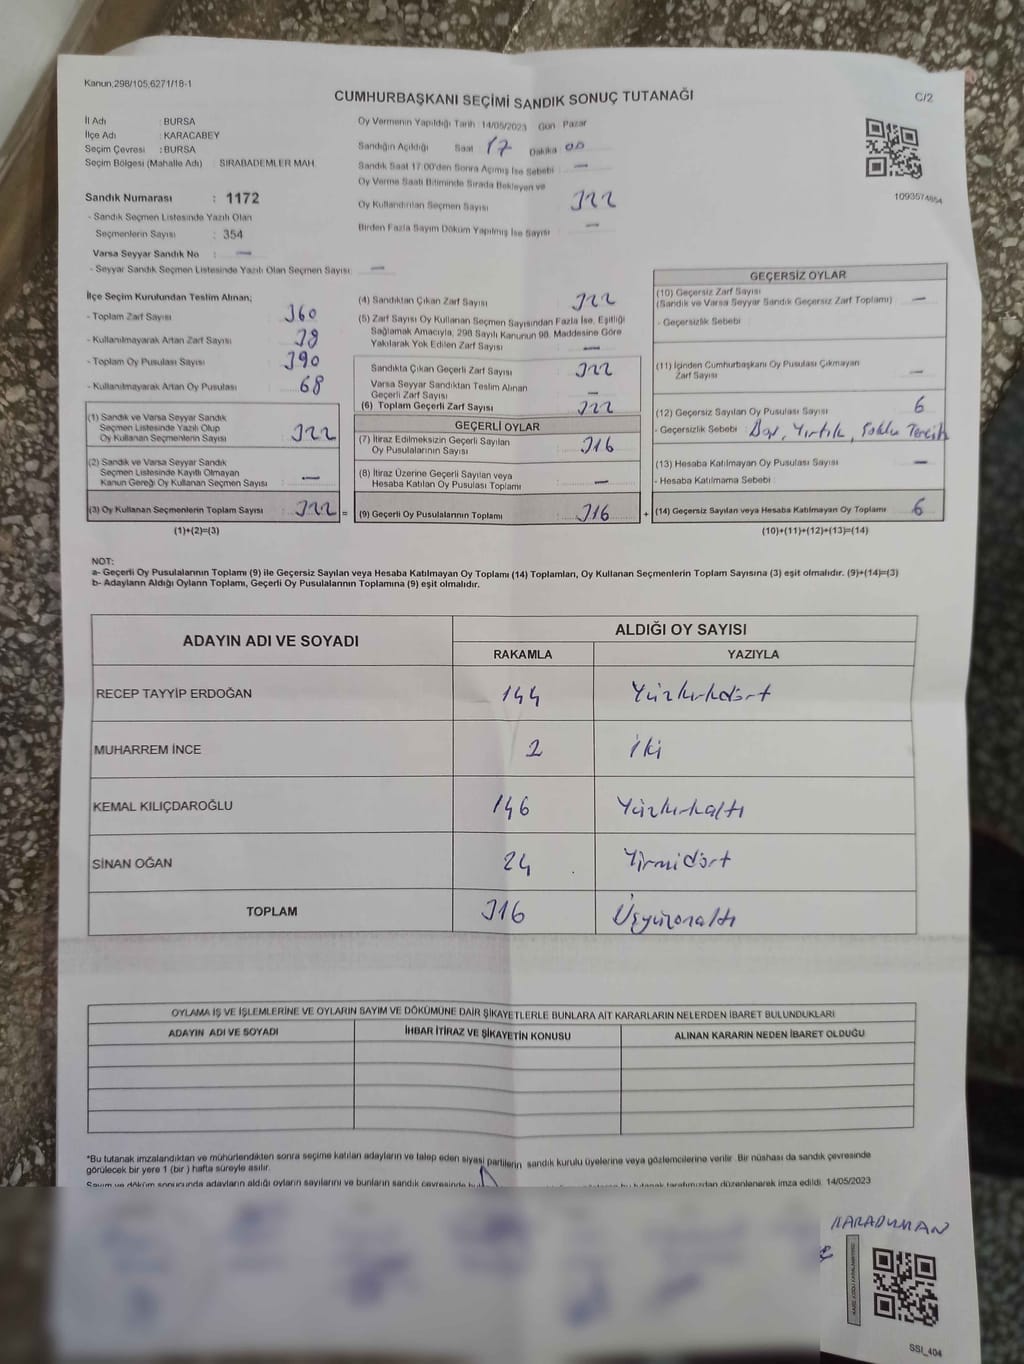 Kanun,298/105,6271/18-1
CUMHURBAŞKANI SEÇİMİ SANDIK SONUÇ TUTANAĞI
C/2
İl Adı : BURSA
İlçe Adı : KARACABEY
Seçim Çevresi : BURSA
Seçim Bölgesi (Mahalle Adı) : SIRABADEMLER MAH.
Sandık Numarası : 1172
- Sandık Seçmen Listesinde Yazılı Olan
Seçmenlerin Sayısı : 354
Varsa Seyyar Sandık No : —
- Seyyar Sandık Seçmen Listesinde Yazılı Olan Seçmen Sayısı: —
Oy Vermenin Yapıldığı Tarih :14/05/2023 Gün Pazar
Sandığın Açıldığı Saat : 17 Dakika 00
Sandık Saat 17:00'den Sonra Açılmış İse Sebebi : —
Oy Verme Saati Bitiminde Sırada Bekleyen ve
Oy Kullandırılan Seçmen Sayısı 322
Birden Fazla Sayım Döküm Yapılmış İse Sayısı —
1093574854
İlçe Seçim Kurulundan Teslim Alınan;
- Toplam Zarf Sayısı : 360
- Kullanılmayarak Artan Zarf Sayısı : 38
- Toplam Oy Pusulası Sayısı : 390
- Kullanılmayarak Artan Oy Pusulası : 68
(1) Sandık ve Varsa Seyyar Sandık
Seçmen Listesinde Yazılı Olup
Oy Kullanan Seçmenlerin Sayısı : 322
(2) Sandık ve Varsa Seyyar Sandık
Seçmen Listesinde Kayıtlı Olmayan
Kanun Gereği Oy Kullanan Seçmen Sayısı : —
(3) Oy Kullanan Seçmenlerin Toplam Sayısı : 322 =
(1)+(2)=(3)
(4) Sandıktan Çıkan Zarf Sayısı : 322
(5) Zarf Sayısı Oy Kullanan Seçmen Sayısından Fazla İse, Eşitliği
Sağlamak Amacıyla, 298 Sayılı Kanunun 98. Maddesine Göre
Yakılarak Yok Edilen Zarf Sayısı : —
Sandıkta Çıkan Geçerli Zarf Sayısı : 322
Varsa Seyyar Sandıktan Teslim Alınan
Geçerli Zarf Sayısı : —
(6) Toplam Geçerli Zarf Sayısı : 322
GEÇERLİ OYLAR
(7) İtiraz Edilmeksizin Geçerli Sayılan
Oy Pusulalarının Sayısı : 316
(8) İtiraz Üzerine Geçerli Sayılan veya
Hesaba Katılan Oy Pusulası Toplamı : —
(9) Geçerli Oy Pusulalarının Toplamı : 316 +
GEÇERSİZ OYLAR
(10) Geçersiz Zarf Sayısı
(Sandık ve Varsa Seyyar Sandık Geçersiz Zarf Toplamı) : —
- Geçersizlik Sebebi :
(11) İçinden Cumhurbaşkanı Oy Pusulası Çıkmayan
Zarf Sayısı : —
(12) Geçersiz Sayılan Oy Pusulası Sayısı : 6
- Geçersizlik Sebebi : Boş, Yırtık, Çoklu Tercih
(13) Hesaba Katılmayan Oy Pusulası Sayısı : —
- Hesaba Katılmama Sebebi :
(14) Geçersiz Sayılan veya Hesaba Katılmayan Oy Toplamı : 6
(10)+(11)+(12)+(13)=(14)
NOT:
a- Geçerli Oy Pusulalarının Toplamı (9) ile Geçersiz Sayılan veya Hesaba Katılmayan Oy Toplamı (14) Toplamları, Oy Kullanan Seçmenlerin Toplam Sayısına (3) eşit olmalıdır. (9)+(14)=(3)
b- Adayların Aldığı Oyların Toplamı, Geçerli Oy Pusulalarının Toplamına (9) eşit olmalıdır.
ADAYIN ADI VE SOYADI
ALDIĞI OY SAYISI
RAKAMLA YAZIYLA
RECEP TAYYİP ERDOĞAN 144 Yüzkırkdört
MUHARREM İNCE 2 İki
KEMAL KILIÇDAROĞLU 146 Yüzkırkaltı
SİNAN OĞAN 24 Yirmidört
TOPLAM 316 Üçyüzonaltı
OYLAMA İŞ VE İŞLEMLERİNE VE OYLARIN SAYIM VE DÖKÜMÜNE DAİR ŞİKAYETLERLE BUNLARA AİT KARARLARIN NELERDEN İBARET BULUNDUKLARI
ADAYIN ADI VE SOYADI İHBAR İTİRAZ VE ŞİKAYETİN KONUSU ALINAN KARARIN NEDEN İBARET OLDUĞU
*Bu tutanak imzalandıktan ve mühürlendikten sonra seçime katılan adayların ve talep eden siyasi partilerin sandık kurulu üyelerine veya gözlemcilerine verilir. Bir nüshası da sandık çevresinde
görülecek bir yere 1 (bir ) hafta süreyle asılır.
Sayım ve döküm sonucunda adayların aldığı oyların sayılarını ve bunların sandık çevresinde bu tutanak tarafımızdan düzenlenerek imza edildi. 14/05/2023
KARADUMAN
SSI_404